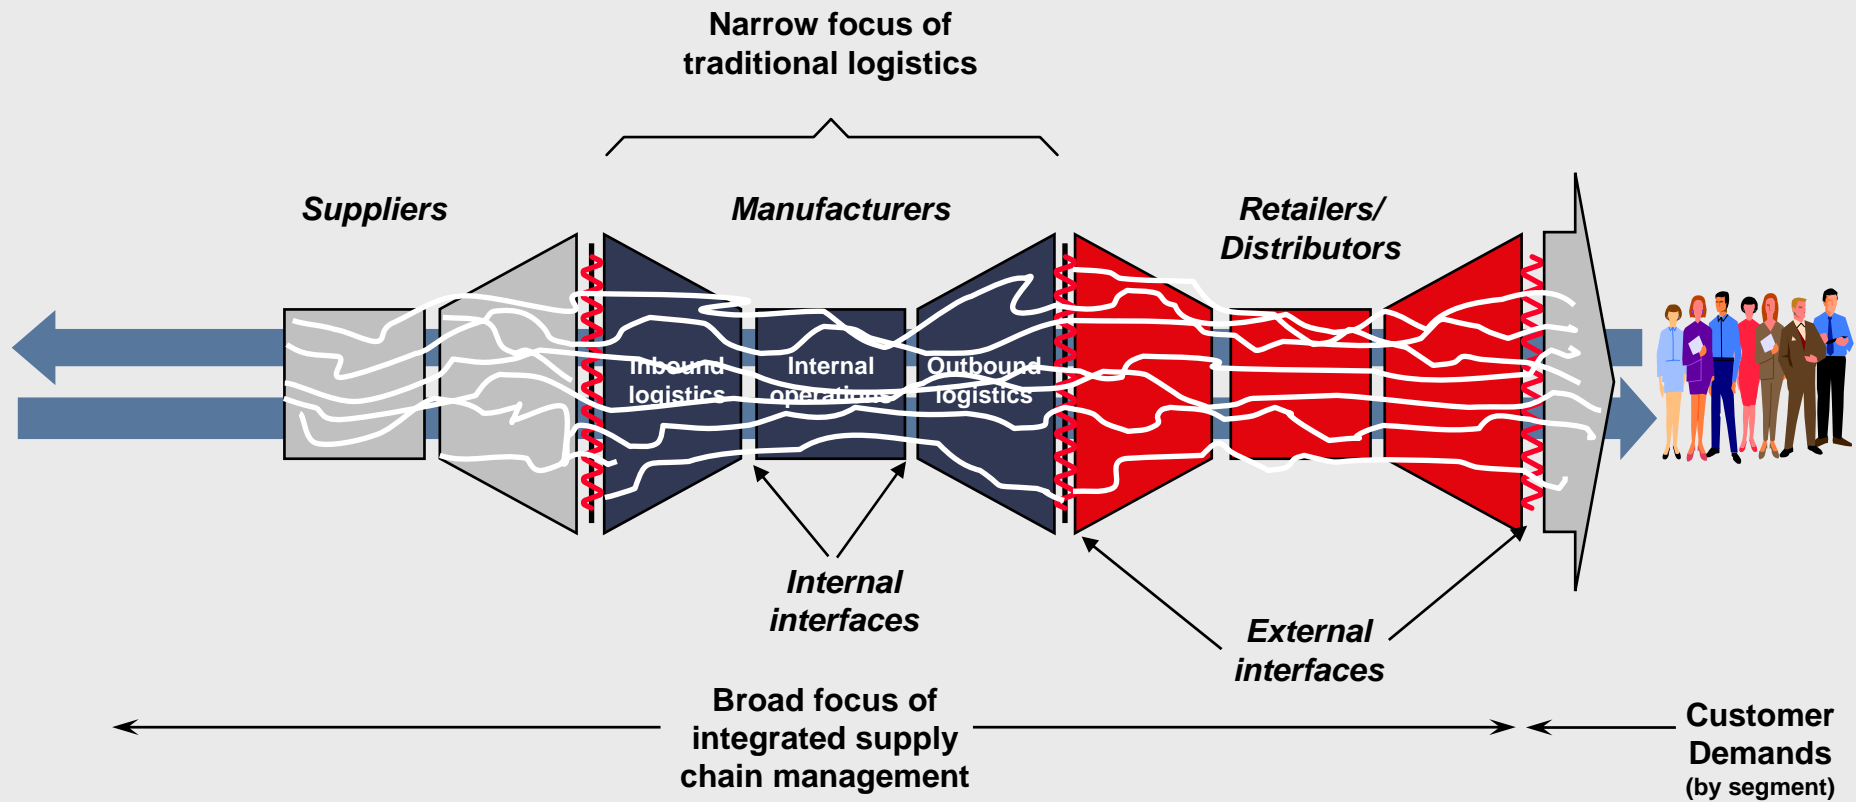 Narrow focus of
traditional logistics
Suppliers
Manufacturers
Retailers/
Distributors
Inbound
logistics
Internal
operations
Outbound
logistics
Internal
interfaces
External
interfaces
Broad focus of
integrated supply
chain management
Customer
Demands
(by segment)